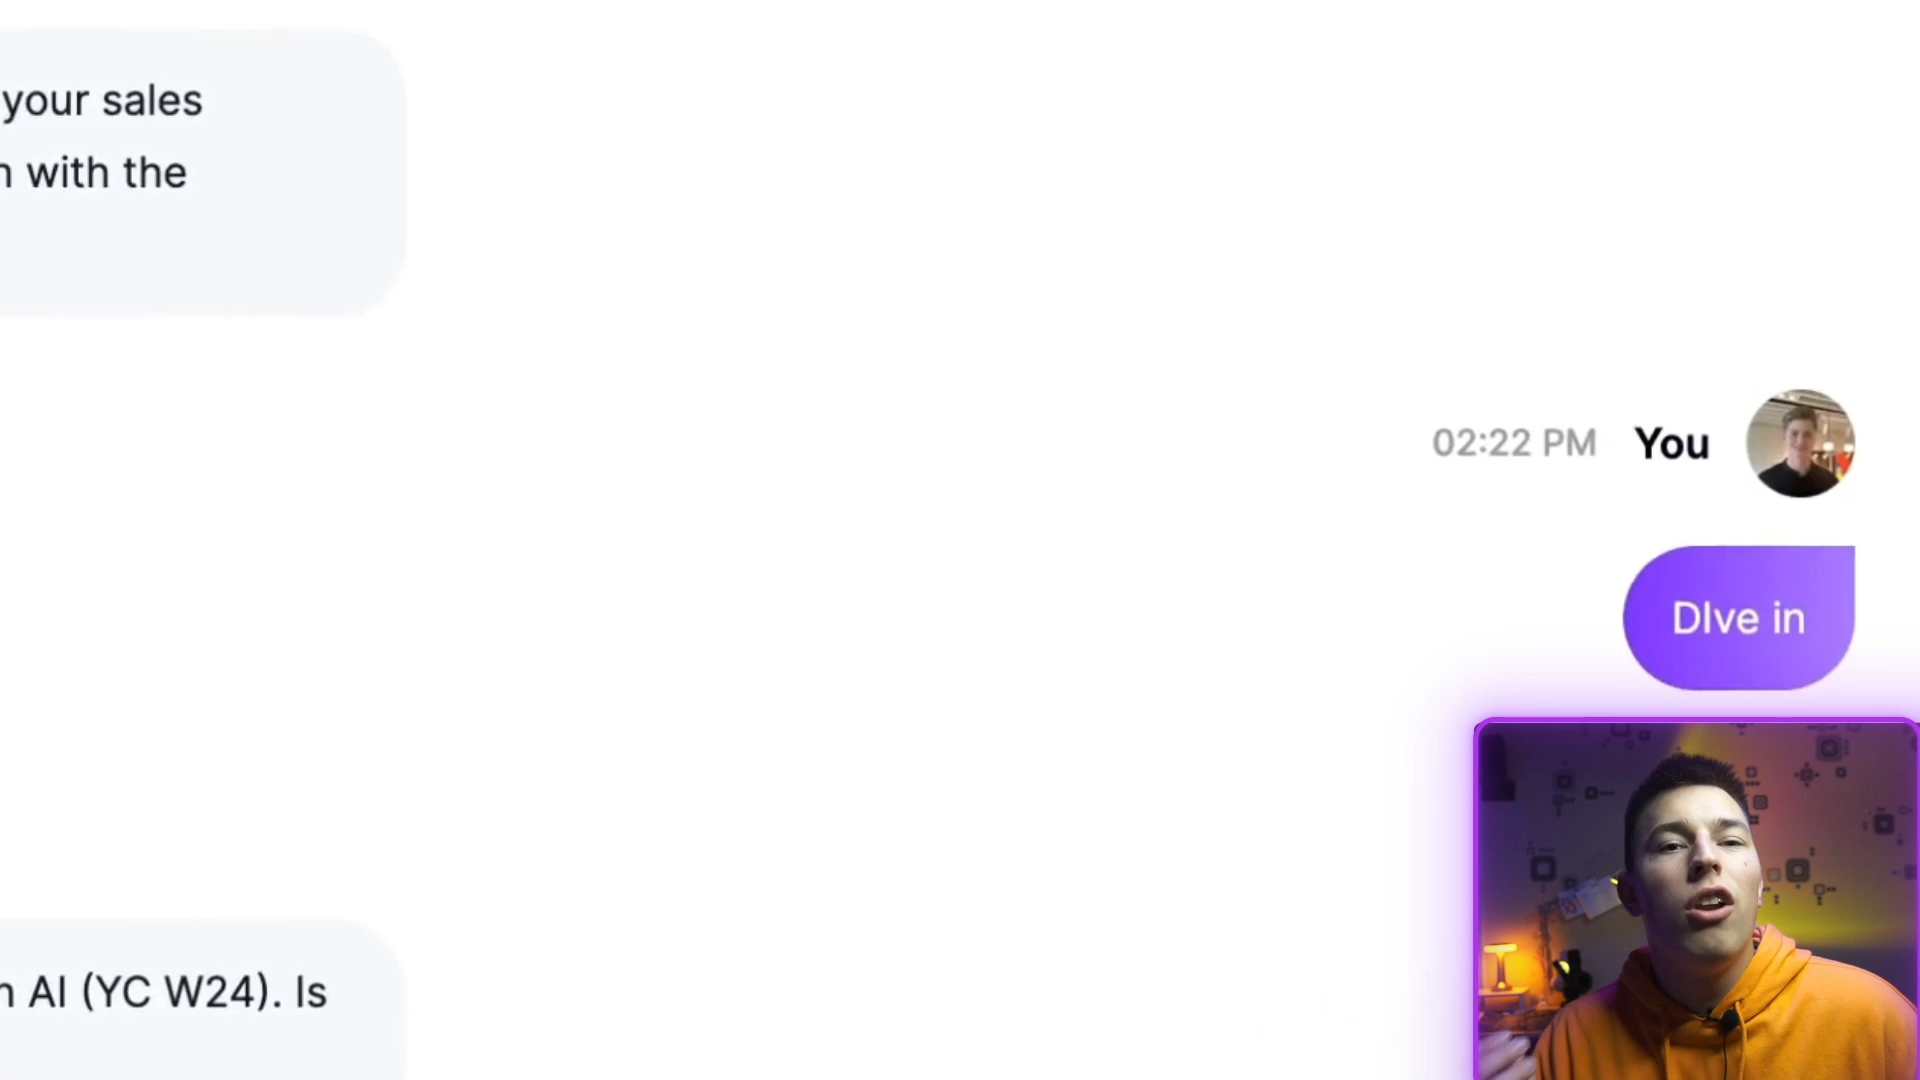 your sales
with the
02:22 PM You
DIve in
AI (YC W24). Is